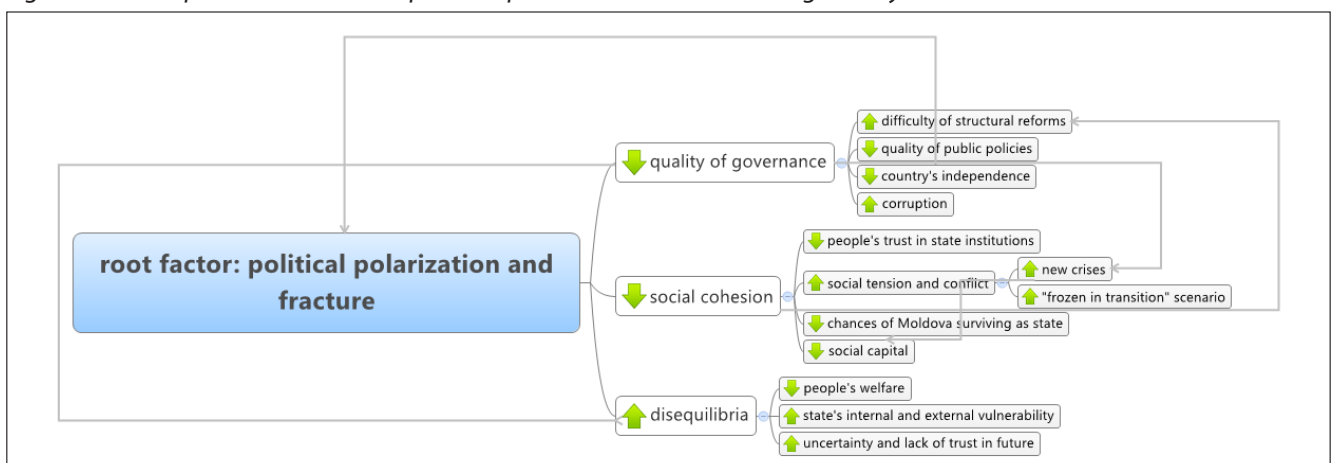 difficulty of structural reforms
quality of governance
quality of public policies
country's independence
corruption
root factor: political polarization and
fracture
social cohesion
people's trust in state institutions
social tension and conflict
new crises
"frozen in transition" scenario
chances of Moldova surviving as state
social capital
disequilibria
people's welfare
state's internal and external vulnerability
uncertainty and lack of trust in future